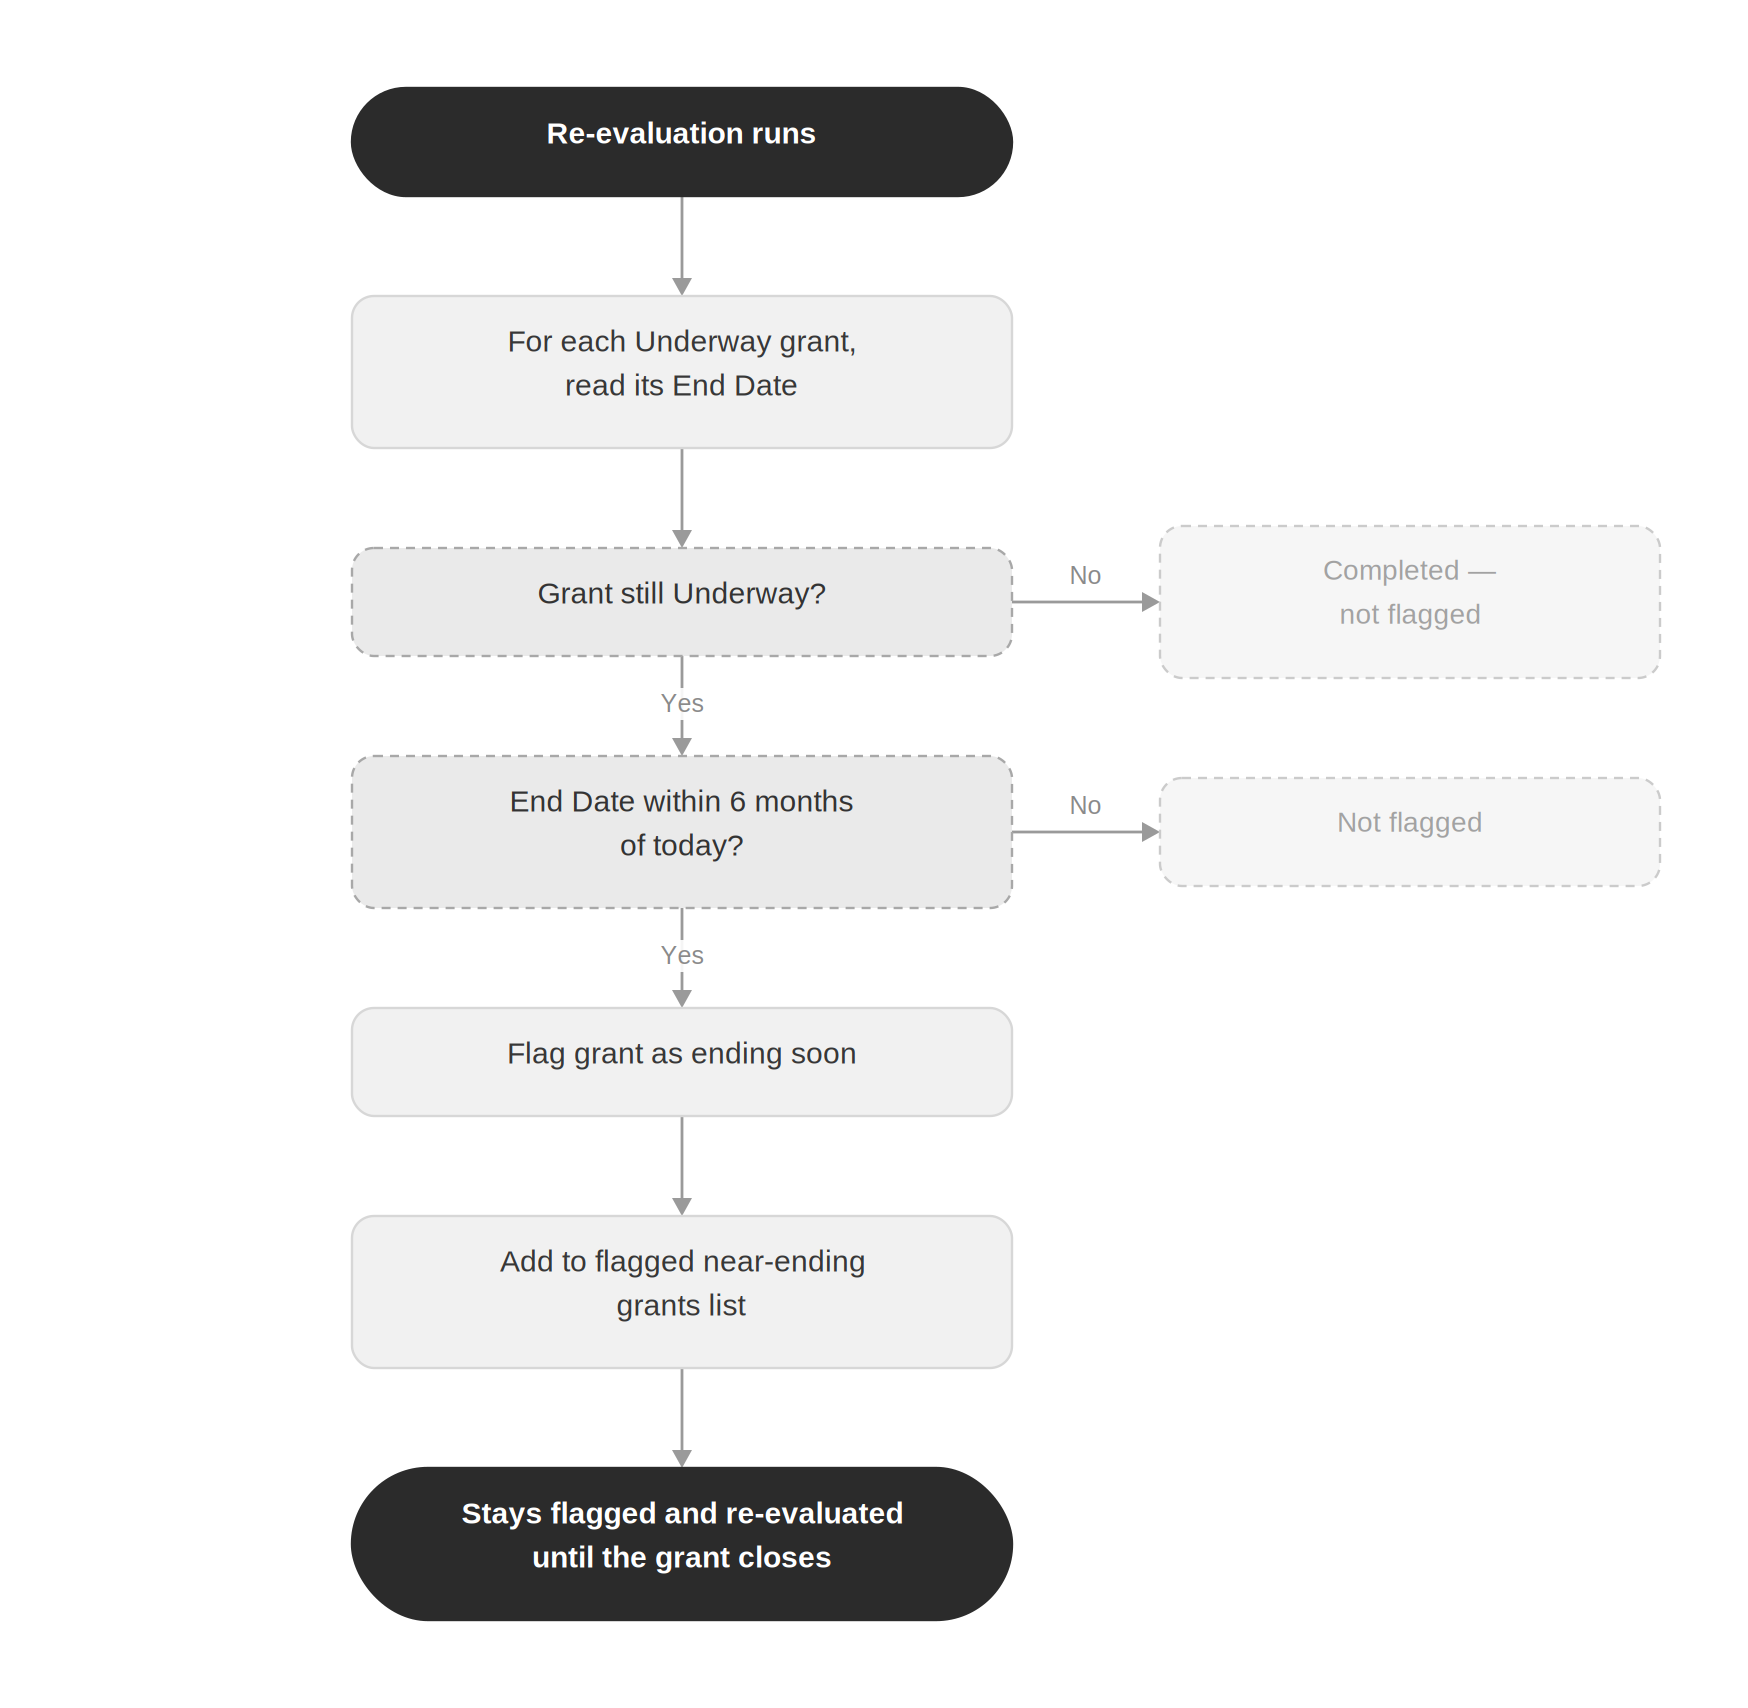 Re-evaluation runs
For each Underway grant,
read its End Date
Grant still Underway?
No
Completed —
not flagged
Yes
End Date within 6 months
of today?
No
Not flagged
Yes
Flag grant as ending soon
Add to flagged near-ending
grants list
Stays flagged and re-evaluated
until the grant closes